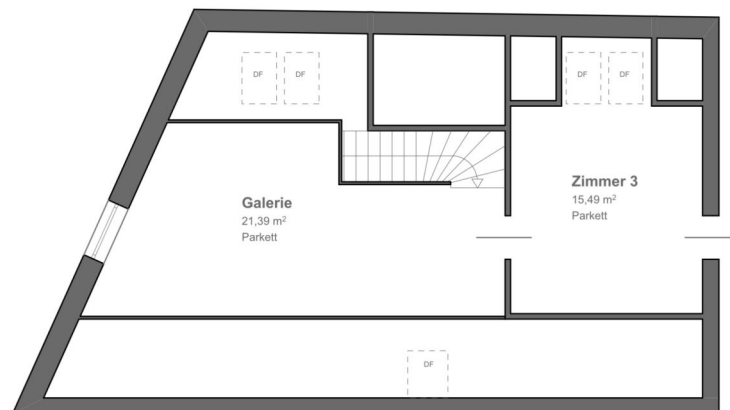 DF
DF
DF
DF
Galerie
21,39 m²
Parkett
Zimmer 3
15,49 m²
Parkett
DF